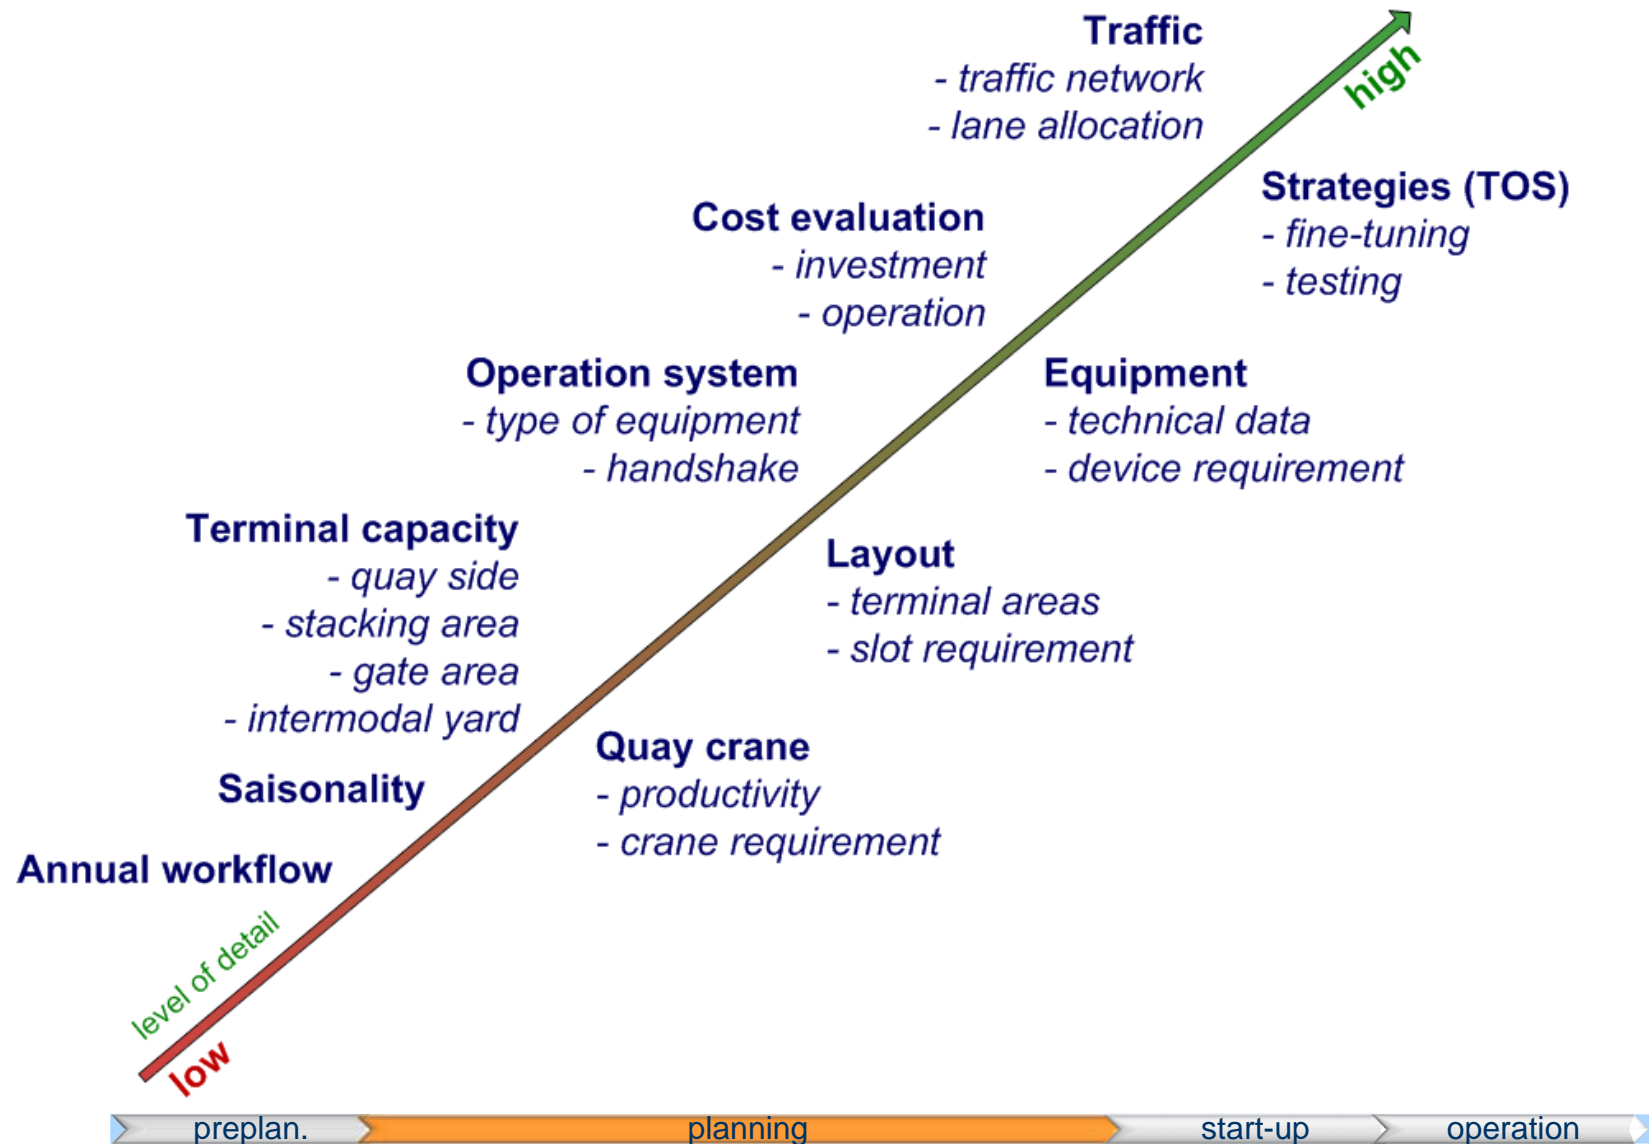 Traffic
- traffic network
- lane allocation
high
Strategies (TOS)
- fine-tuning
- testing
Cost evaluation
- investment
- operation
Operation system
- type of equipment
- handshake
Equipment
- technical data
- device requirement
Terminal capacity
- quay side
- stacking area
- gate area
- intermodal yard
Layout
- terminal areas
- slot requirement
Quay crane
- productivity
- crane requirement
Saisonality
Annual workflow
level of detail
low
preplan.
planning
start-up
operation